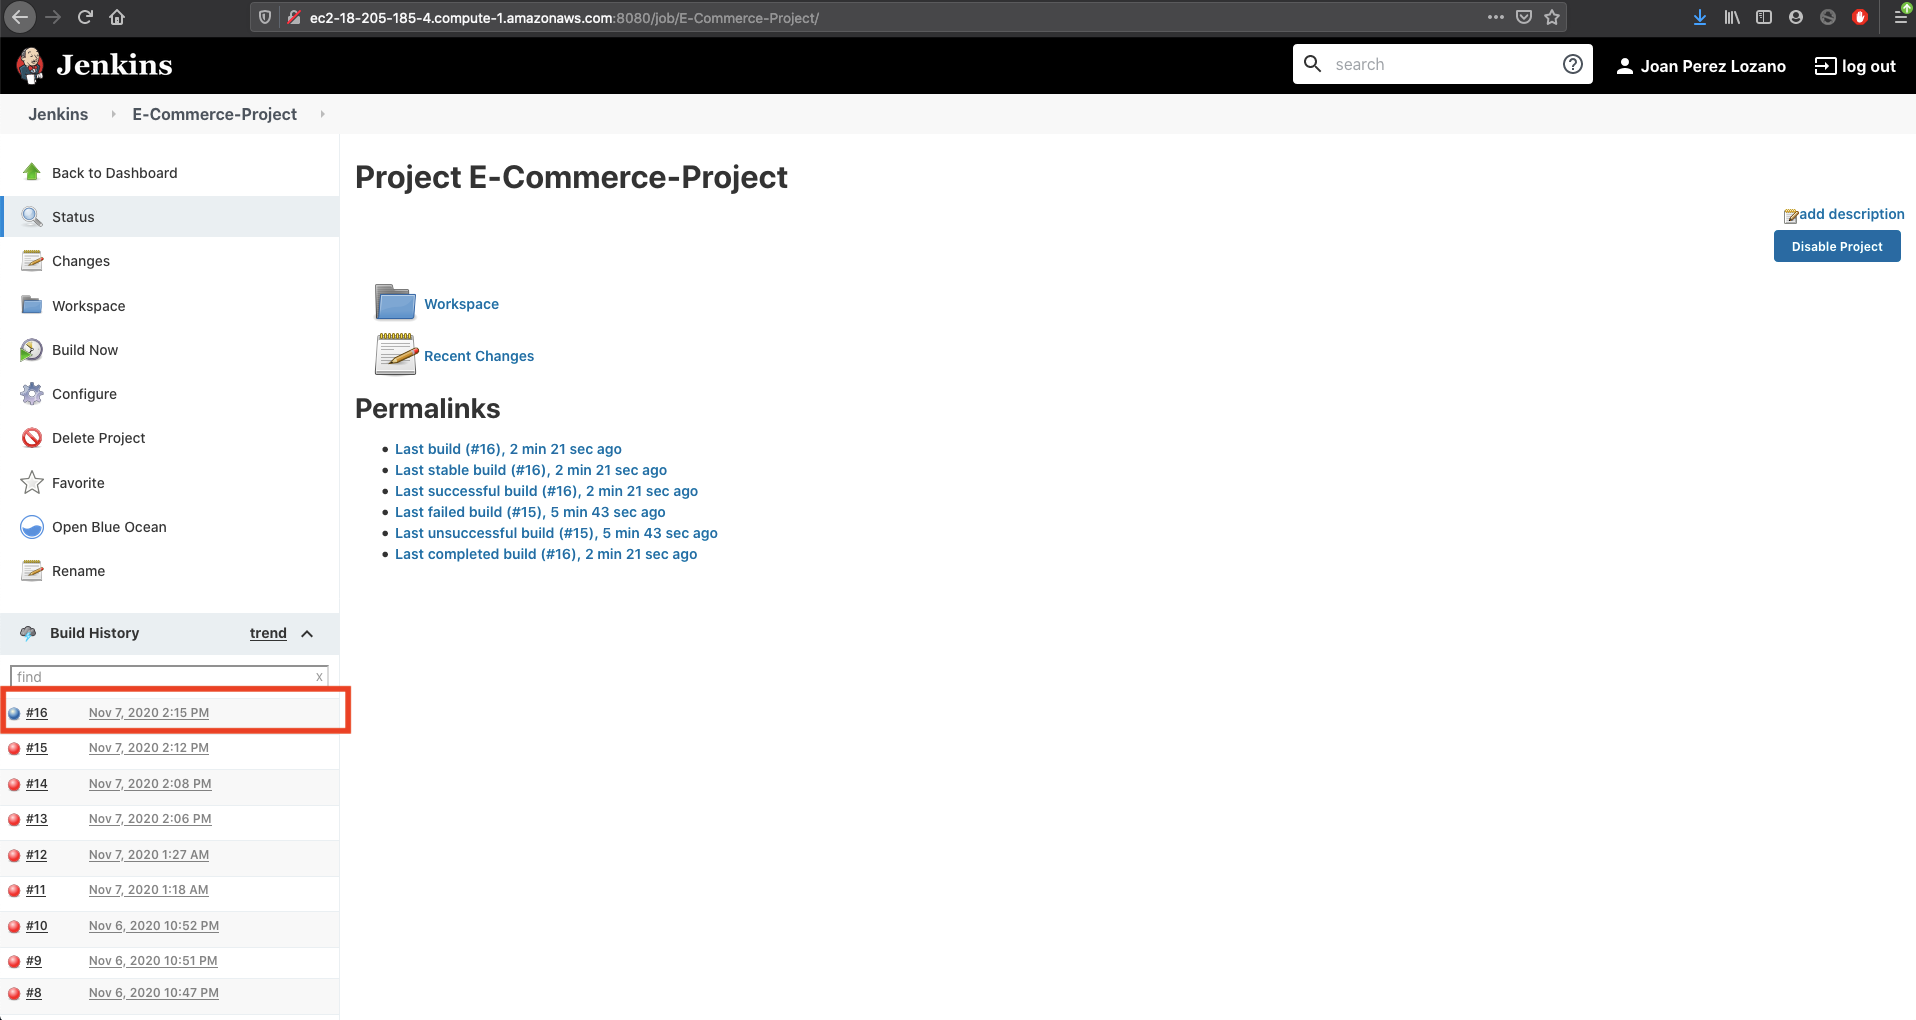 ec2-18-205-185-4.compute-1.amazonaws.com:8080/job/E-Commerce-Project/
Jenkins
search
Joan Perez Lozano
log out
Jenkins
E-Commerce-Project
Back to Dashboard
Status
Changes
Workspace
Build Now
Configure
Delete Project
Favorite
Open Blue Ocean
Rename
Build History trend
find x
#16 Nov 7, 2020 2:15 PM
#15 Nov 7, 2020 2:12 PM
#14 Nov 7, 2020 2:08 PM
#13 Nov 7, 2020 2:06 PM
#12 Nov 7, 2020 1:27 AM
#11 Nov 7, 2020 1:18 AM
#10 Nov 6, 2020 10:52 PM
#9 Nov 6, 2020 10:51 PM
#8 Nov 6, 2020 10:47 PM
Project E-Commerce-Project
add description
Disable Project
Workspace
Recent Changes
Permalinks
Last build (#16), 2 min 21 sec ago
Last stable build (#16), 2 min 21 sec ago
Last successful build (#16), 2 min 21 sec ago
Last failed build (#15), 5 min 43 sec ago
Last unsuccessful build (#15), 5 min 43 sec ago
Last completed build (#16), 2 min 21 sec ago